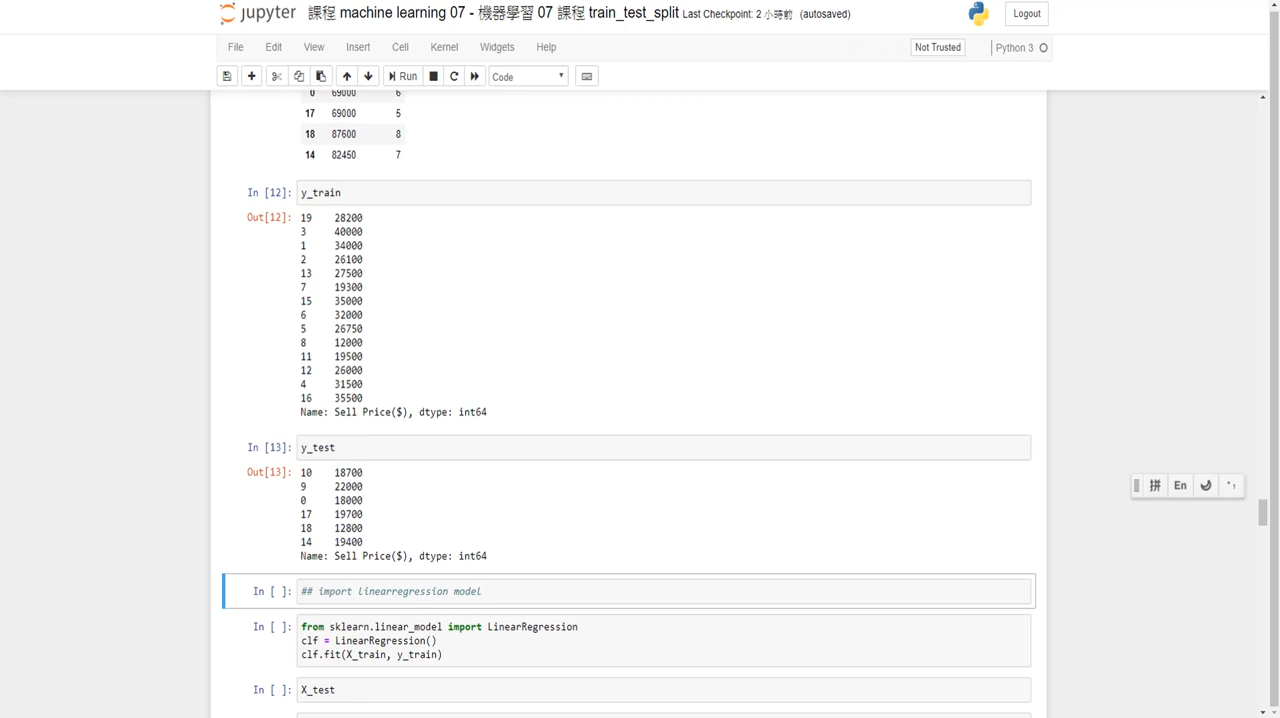 jupyter 課程 machine learning 07 - 機器學習 07 課程 train_test_split Last Checkpoint: 2 小時前 (autosaved)
Logout
File Edit View Insert Cell Kernel Widgets Help
Not Trusted
Python 3
Run
Code
0 69000 6
17 69000 5
18 87600 8
14 82450 7
In [12]: y_train
Out[12]: 19 28200
3 40000
1 34000
2 26100
13 27500
7 19300
15 35000
6 32000
5 26750
8 12000
11 19500
12 26000
4 31500
16 35500
Name: Sell Price($), dtype: int64
In [13]: y_test
Out[13]: 10 18700
9 22000
0 18000
17 19700
18 12800
14 19400
Name: Sell Price($), dtype: int64
拼 En
In [ ]: ## import linearregression model
In [ ]: from sklearn.linear_model import LinearRegression
clf = LinearRegression()
clf.fit(X_train, y_train)
In [ ]: X_test